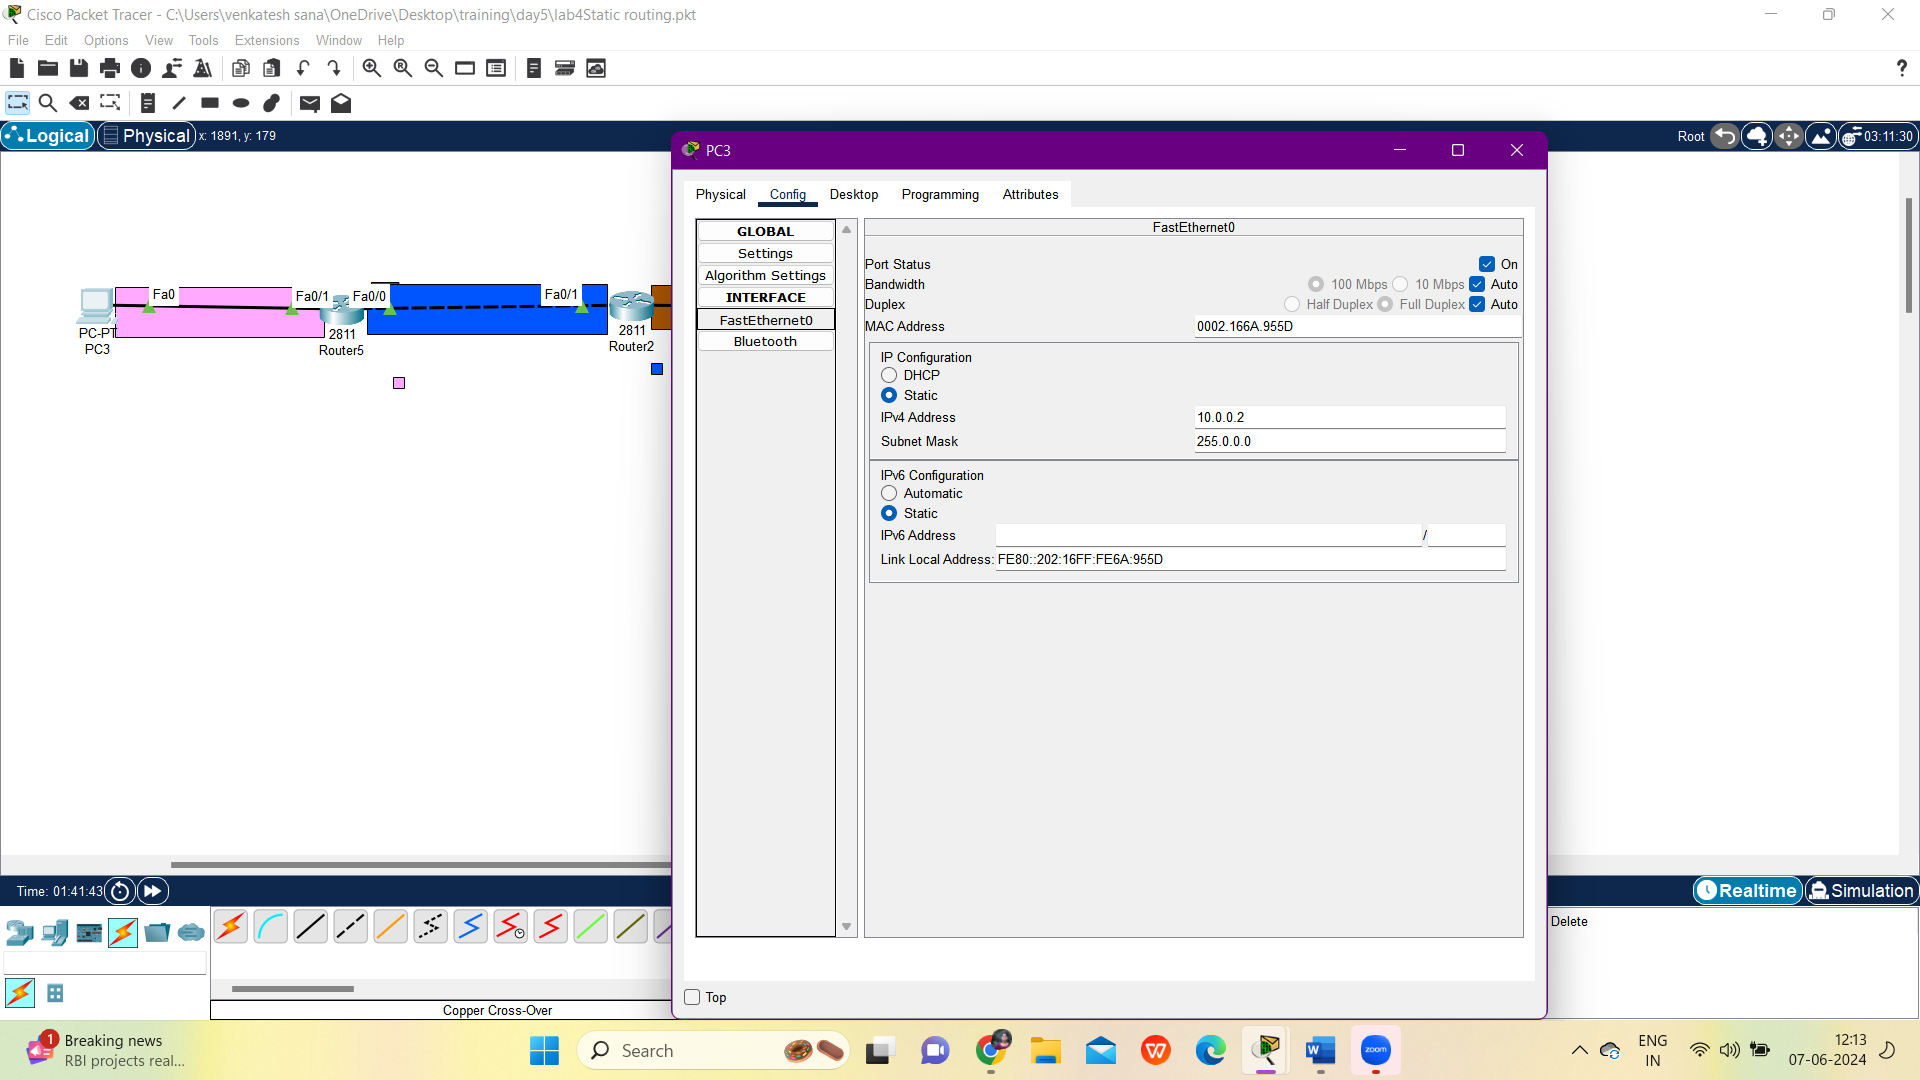 Cisco Packet Tracer - C:\Users\venkatesh sana\OneDrive\Desktop\training\day5\lab4Static routing.pkt
File Edit Options View Tools Extensions Window Help
?
Logical Physical x: 1891, y: 179
Root 03:11:30
PC3
Physical Config Desktop Programming Attributes
GLOBAL
Settings
Algorithm Settings
INTERFACE
FastEthernet0
Bluetooth
FastEthernet0
Port Status On
Bandwidth 100 Mbps 10 Mbps Auto
Duplex Half Duplex Full Duplex Auto
MAC Address 0002.166A.955D
IP Configuration
DHCP
Static
IPv4 Address 10.0.0.2
Subnet Mask 255.0.0.0
IPv6 Configuration
Automatic
Static
IPv6 Address /
Link Local Address: FE80::202:16FF:FE6A:955D
Top
Fa0 Fa0/1 Fa0/0 Fa0/1
PC-PT
PC3
2811
Router5
2811
Router2
Time: 01:41:43
Realtime Simulation
Delete
Copper Cross-Over
1
Breaking news
RBI projects real...
Search
W
W
zoom
ENG
IN
12:13
07-06-2024